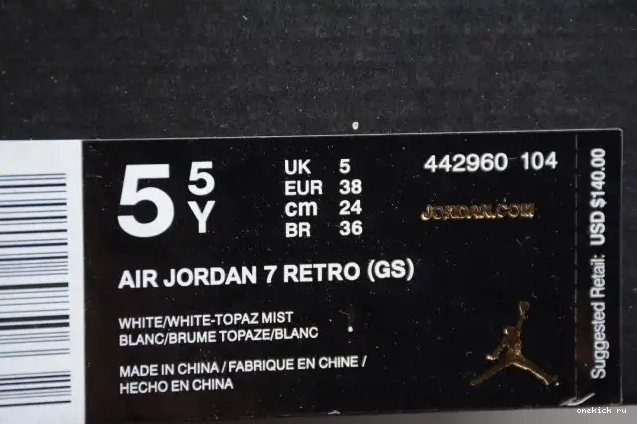 5 5 Y
UK 5
EUR 38
cm 24
BR 36
442960 104
JORDAN.COM
AIR JORDAN 7 RETRO (GS)
WHITE/WHITE-TOPAZ MIST
BLANC/BRUME TOPAZE/BLANC
MADE IN CHINA / FABRIQUE EN CHINE /
HECHO EN CHINA
Suggested Retail: USD $140.00
onekick ru